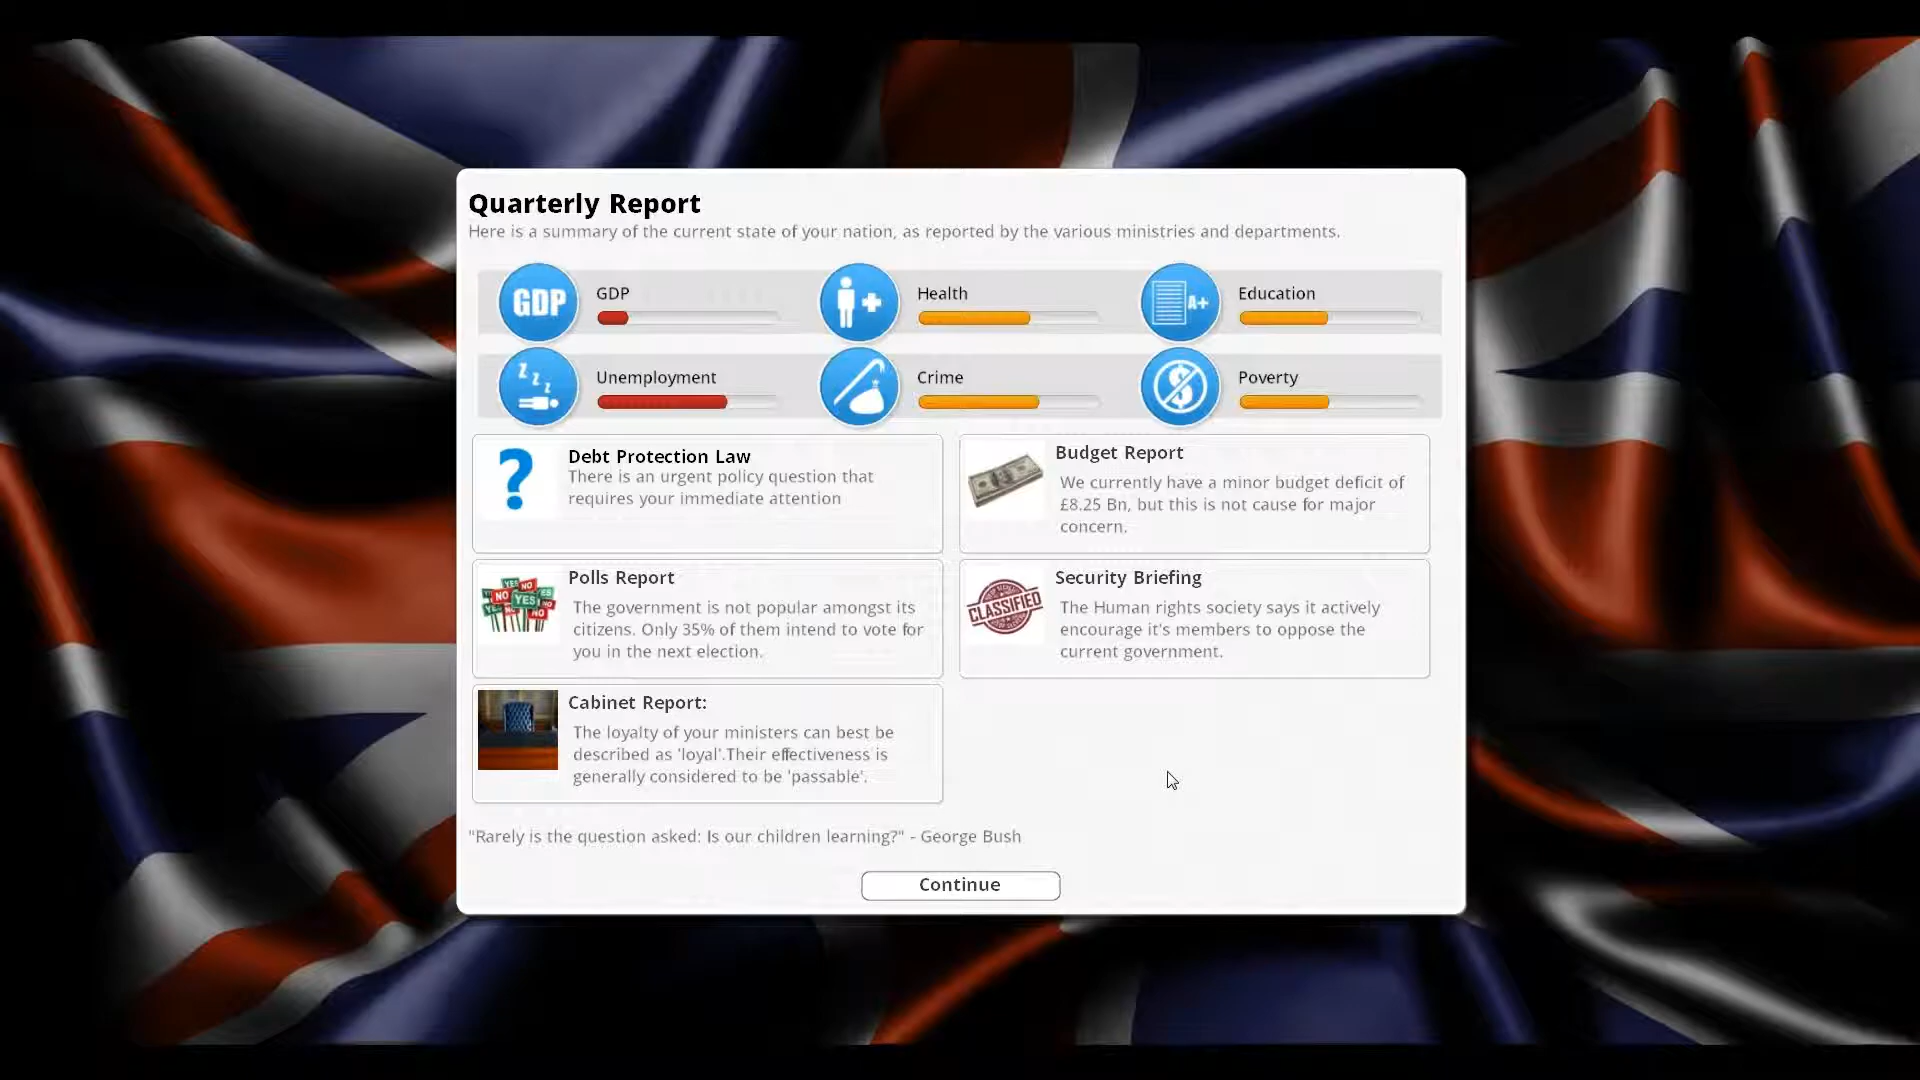 Quarterly Report
Here is a summary of the current state of your nation, as reported by the various ministries and departments.
GDP
GDP
Health
A+
Education
z z z
Unemployment
Crime
$
Poverty
?
Debt Protection Law
There is an urgent policy question that
requires your immediate attention
Budget Report
We currently have a minor budget deficit of
£8.25 Bn, but this is not cause for major
concern.
YES NO YES NO YES NO
Polls Report
The government is not popular amongst its
citizens. Only 35% of them intend to vote for
you in the next election.
CLASSIFIED
Security Briefing
The Human rights society says it actively
encourage it's members to oppose the
current government.
Cabinet Report:
The loyalty of your ministers can best be
described as 'loyal'.Their effectiveness is
generally considered to be 'passable'.
"Rarely is the question asked: Is our children learning?" - George Bush
Continue